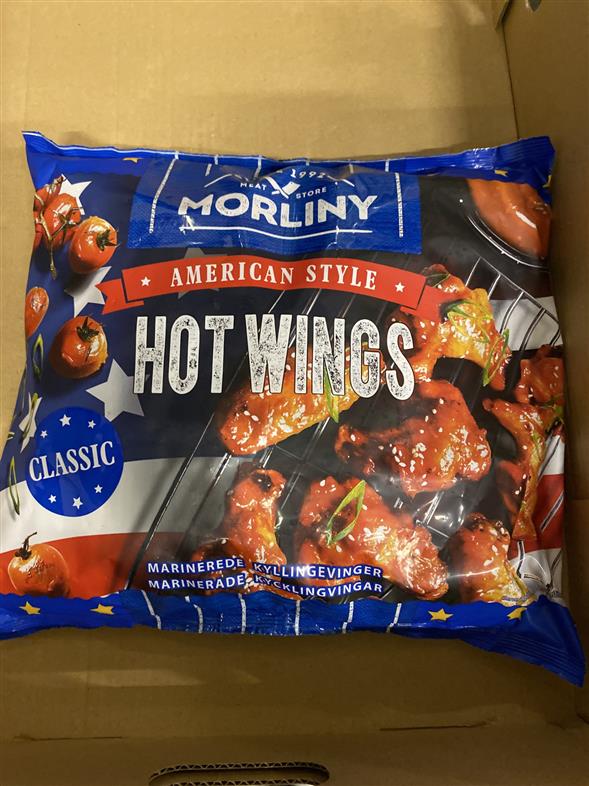 1992
MEAT STORE
MORLINY
AMERICAN STYLE
HOT WINGS
CLASSIC
MARINEREDE KYLLINGEVINGER
MARINERADE KYCKLINGVINGAR